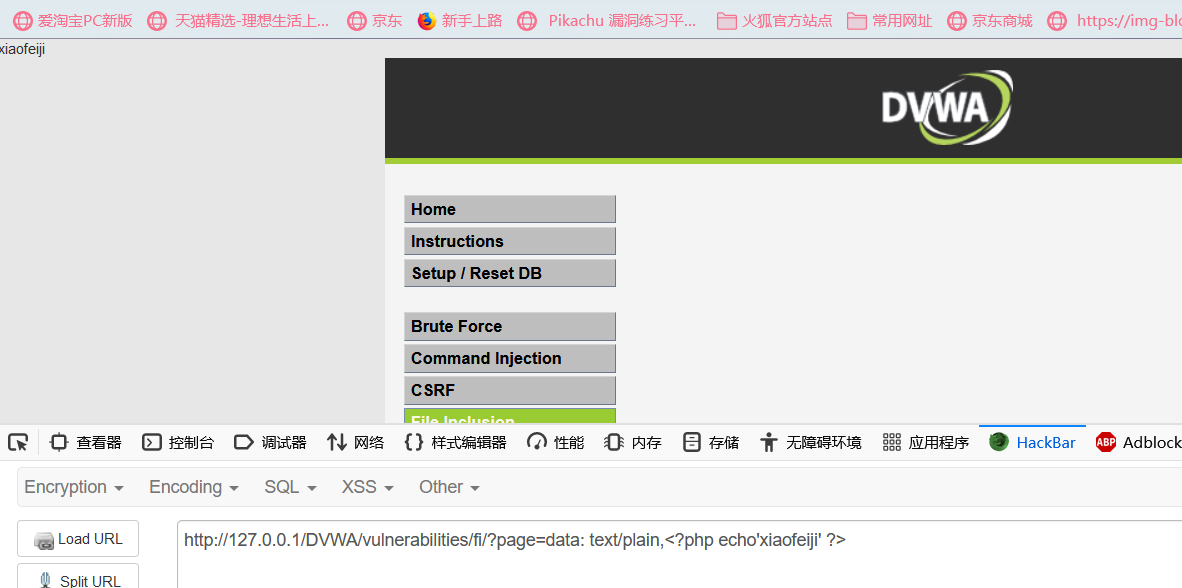 爱淘宝PC新版 天猫精选-理想生活上... 京东 新手上路 Pikachu 漏洞练习平... 火狐官方站点 常用网址 京东商城 https://img-blo
xiaofeiji
DVWA
Home
Instructions
Setup / Reset DB
Brute Force
Command Injection
CSRF
File Inclusion
查看器 控制台 调试器 网络 样式编辑器 性能 内存 存储 无障碍环境 应用程序 HackBar ABP Adblock
Encryption Encoding SQL XSS Other
Load URL http://127.0.0.1/DVWA/vulnerabilities/fi/?page=data: text/plain,<?php echo'xiaofeiji' ?>
Split URL